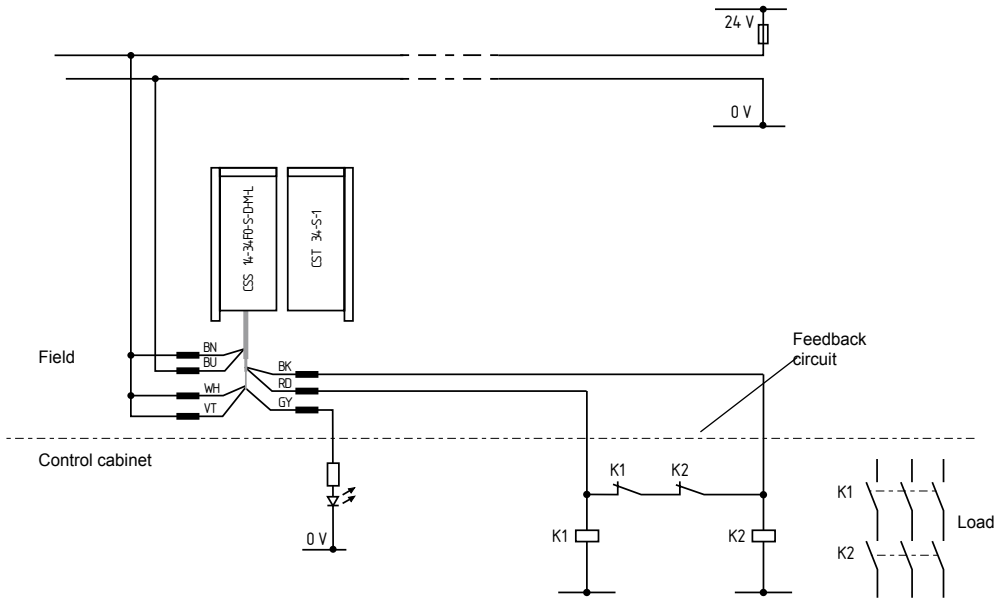 24 V
0 V
CSS 14-34F0-S-D-M-L
CST 34-S-1
Field
BN
BU
WH
VT
BK
RD
GY
Feedback
circuit
Control cabinet
K1
K2
K1
Load
K1
K2
K2
0 V